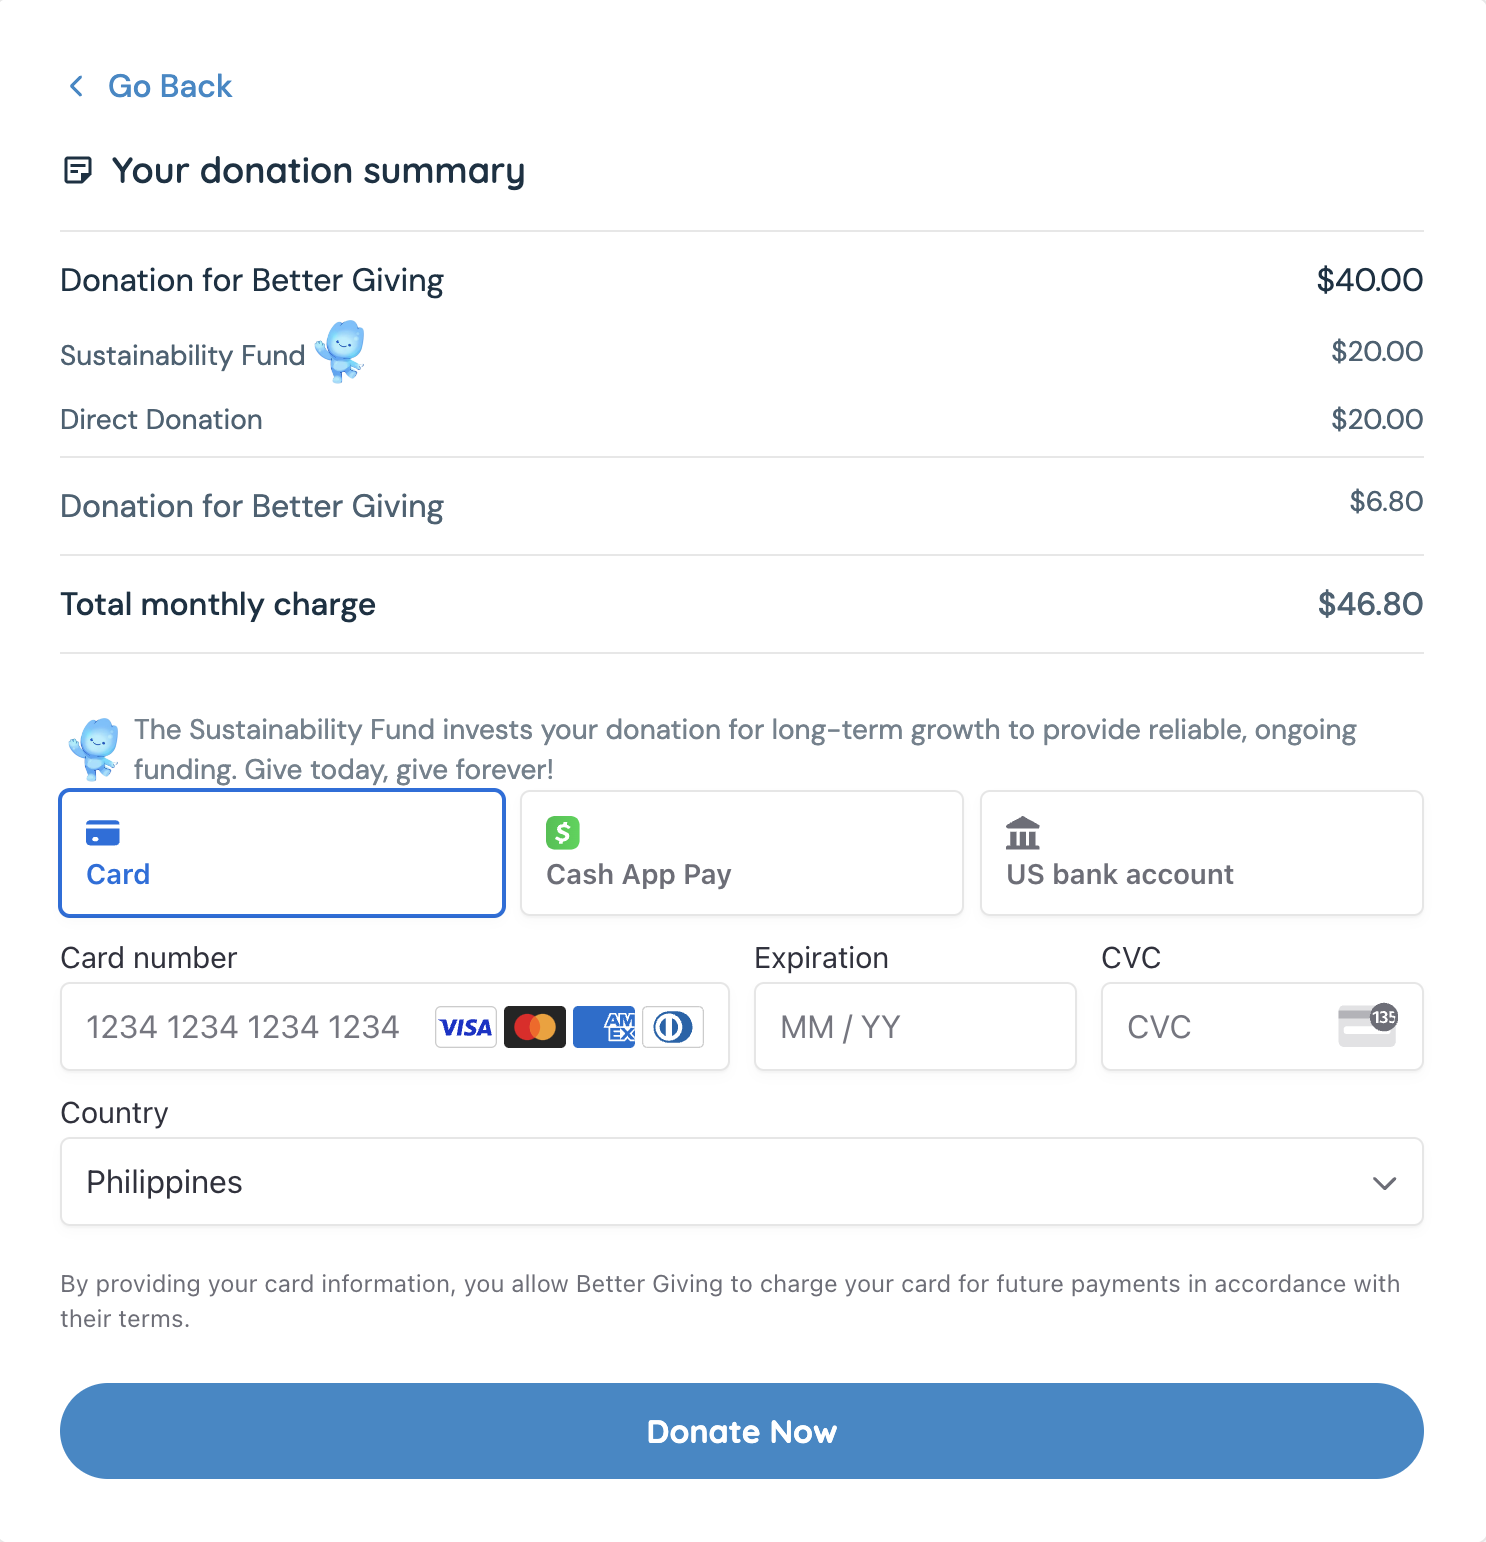 Go Back
Your donation summary
Donation for Better Giving $40.00
Sustainability Fund $20.00
Direct Donation $20.00
Donation for Better Giving $6.80
Total monthly charge $46.80
The Sustainability Fund invests your donation for long-term growth to provide reliable, ongoing
funding. Give today, give forever!
Card
$ Cash App Pay
US bank account
Card number Expiration CVC
1234 1234 1234 1234 VISA AM EX MM / YY CVC 135
Country
Philippines
By providing your card information, you allow Better Giving to charge your card for future payments in accordance with
their terms.
Donate Now